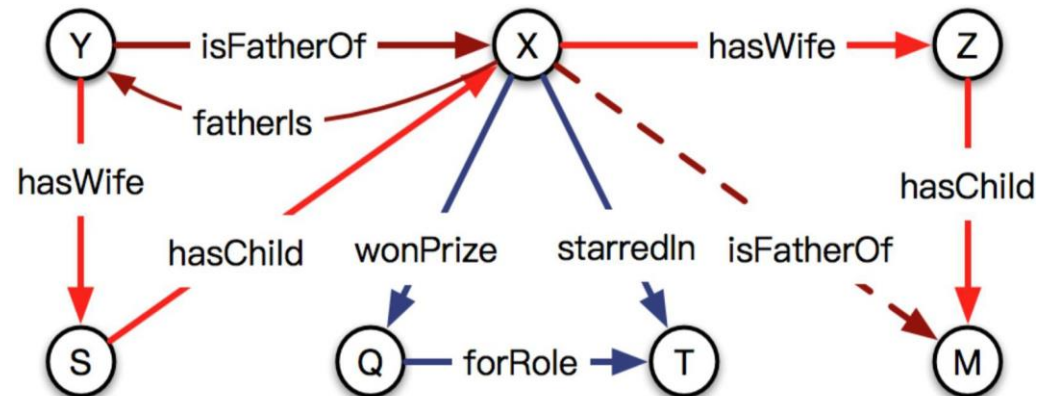 Y isFatherOf X hasWife Z
fatherIs
hasWife hasChild
hasChild wonPrize starredIn isFatherOf
S Q forRole T M